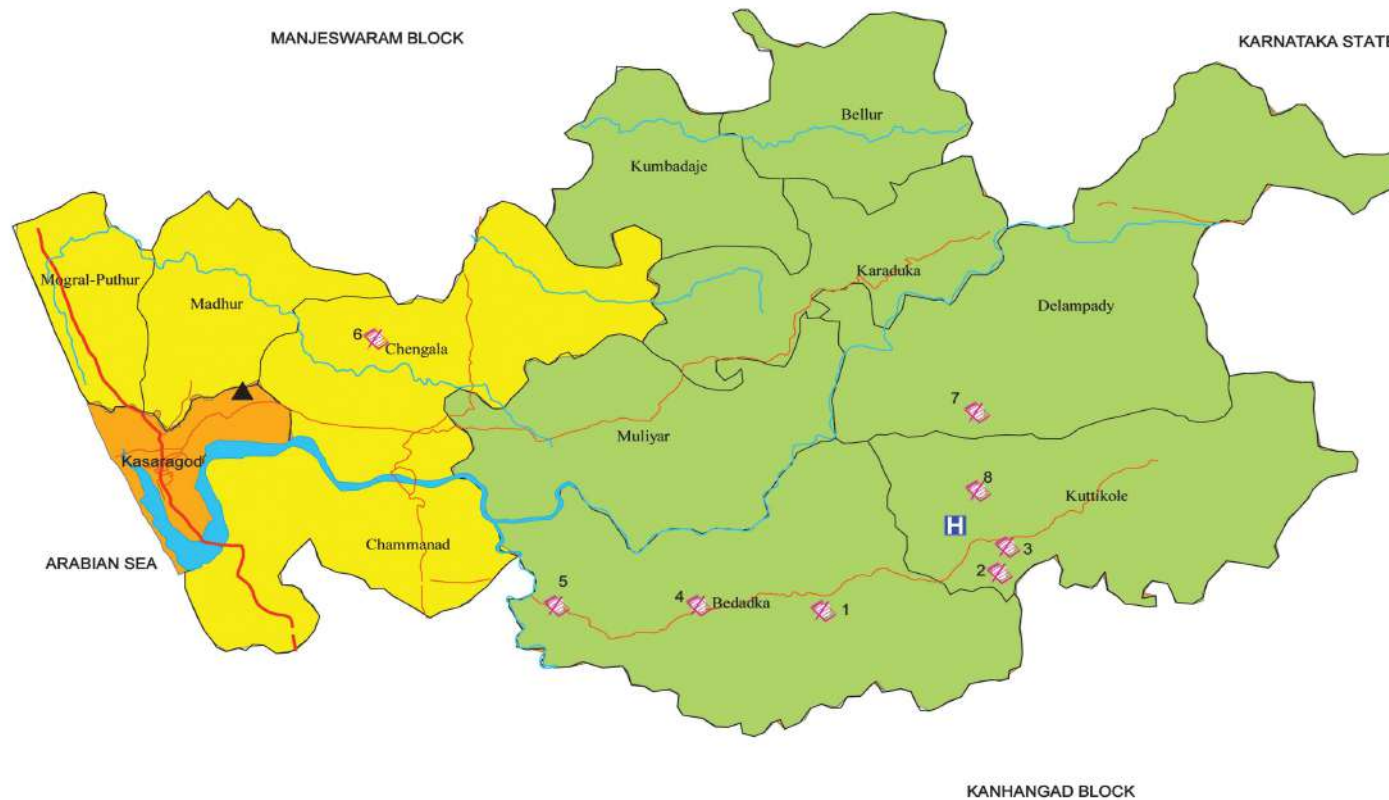 MANJESWARAM BLOCK
KARNATAKA STATE
Bellur
Kumbadaje
Karaduka
Mogral-Puthur
Madhur
Delampady
6
Chengala
7
Muliyar
Kasaragod
8
Kuttikole
H
Chammanad
3
ARABIAN SEA
2
5
4
Bedadka
1
KANHANGAD BLOCK